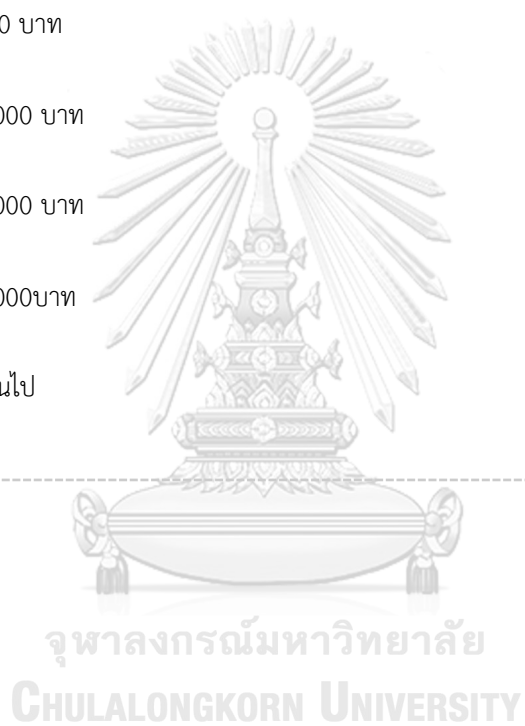 0 บาท
000 บาท
000 บาท
000บาท
นไป
จุฬาลงกรณ์มหาวิทยาลัย
CHULALONGKORN UNIVERSITY